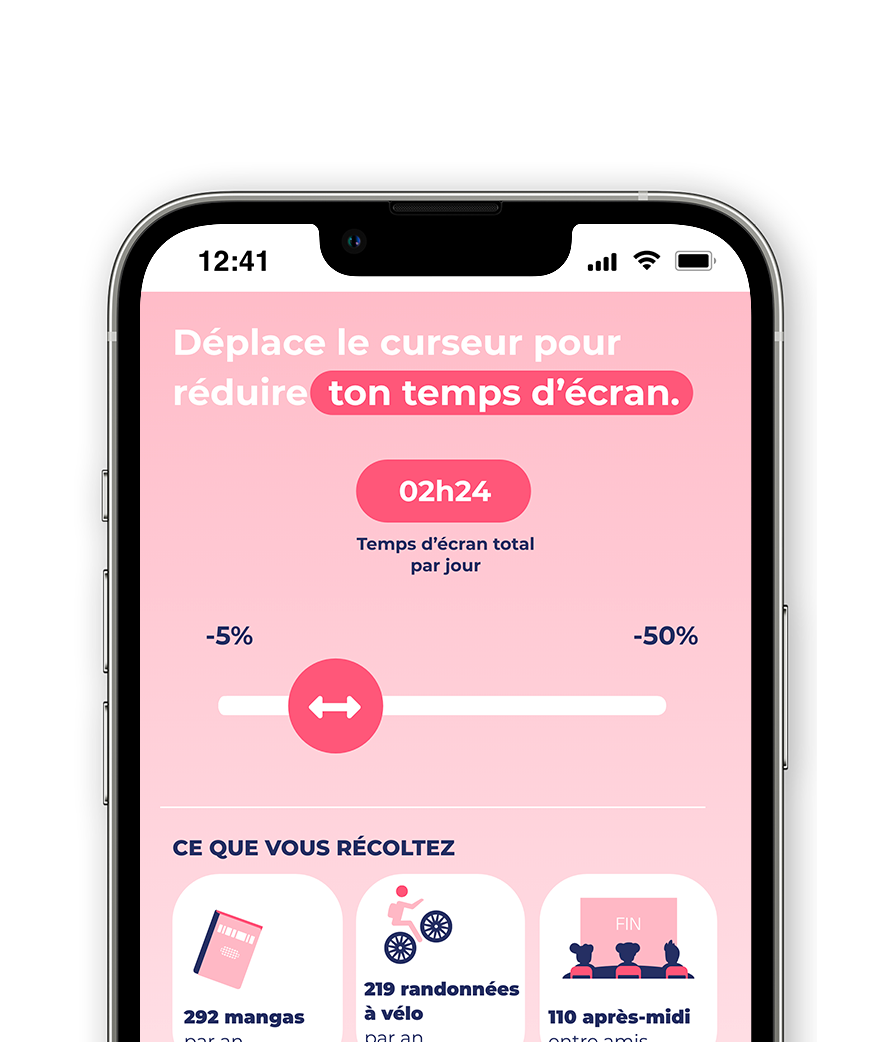 12:41
Déplace le curseur pour
réduire ton temps d’écran.
02h24
Temps d’écran total
par jour
-5%
-50%
CE QUE VOUS RÉCOLTEZ
FIN
292 mangas
par an
219 randonnées
à vélo
par an
110 après-midi
entre amis